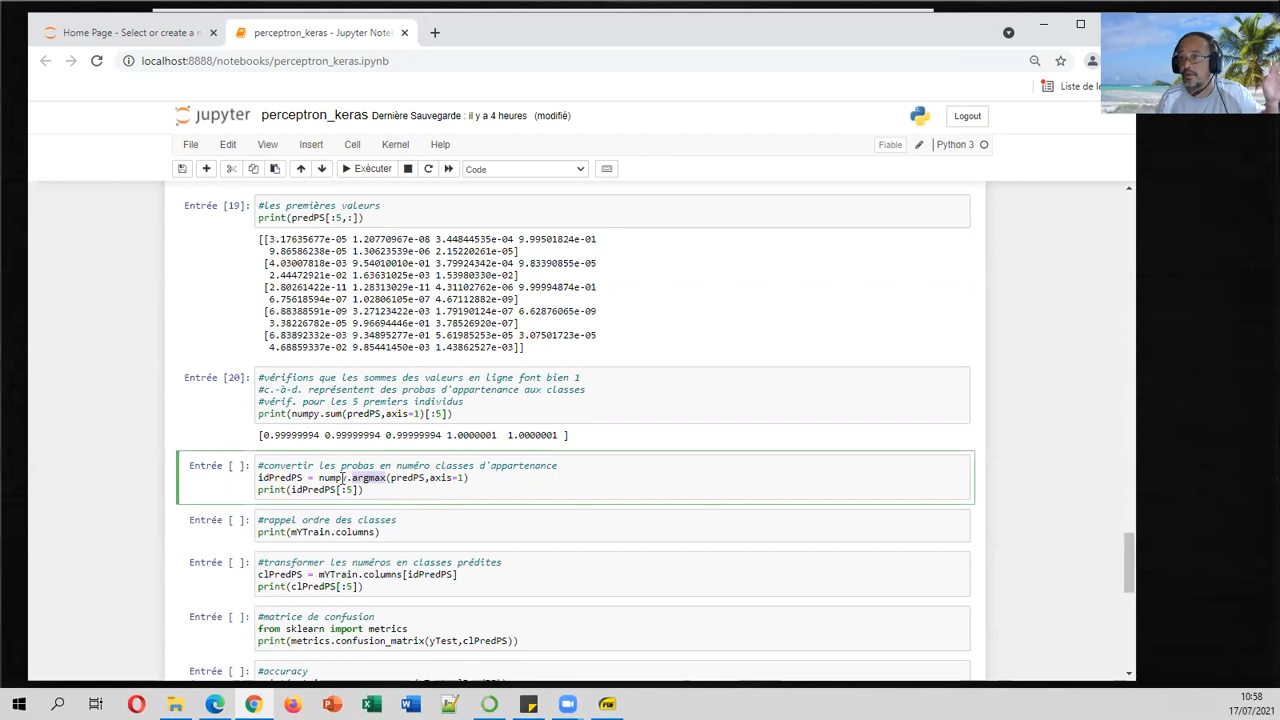 Home Page - Select or create a n
perceptron_keras - Jupyter Note
localhost:8888/notebooks/perceptron_keras.ipynb
Liste de le
jupyter perceptron_keras Dernière Sauvegarde : il y a 4 heures (modifié)
Logout
File Edit View Insert Cell Kernel Help
Fiable
Python 3
Exécuter
Code
Entrée [19]:
#les premières valeurs
print(predPS[:5,:])
[[3.17635677e-05 1.20770967e-08 3.44844535e-04 9.99501824e-01
9.86586238e-05 1.30623539e-06 2.15220261e-05]
[4.03007818e-03 9.54010001e-01 3.79924342e-04 9.83390855e-05
2.44472921e-02 1.63631025e-03 1.53980330e-02]
[2.80261422e-11 1.28313029e-11 4.31102706e-06 9.99994874e-01
6.75618594e-07 1.02806105e-07 4.67112888e-09]
[6.88388591e-09 3.27123422e-10 1.79190124e-07 6.62876065e-09
3.38226782e-05 9.96694446e-01 3.78526920e-07]
[6.83892332e-03 9.34895277e-01 5.61985253e-05 3.07501723e-05
4.68859337e-02 9.85441450e-03 1.43862527e-03]]
Entrée [20]:
#vérifions que les sommes des valeurs en ligne font bien 1
#c.-à-d. représentent des probas d'appartenance aux classes
#vérif. pour les 5 premiers individus
print(numpy.sum(predPS,axis=1)[:5])
[0.99999994 0.99999994 0.99999994 1.0000001 1.0000001 ]
Entrée [ ]:
#convertir les probas en numéro classes d'appartenance
idPredPS = numpy.argmax(predPS,axis=1)
print(idPredPS[:5])
Entrée [ ]:
#rappel ordre des classes
print(mYTrain.columns)
Entrée [ ]:
#transformer les numéros en classes prédites
clPredPS = mYTrain.columns[idPredPS]
print(clPredPS[:5])
Entrée [ ]:
#matrice de confusion
from sklearn import metrics
print(metrics.confusion_matrix(yTest,clPredPS))
Entrée [ ]:
#accuracy
10:58
17/07/2021